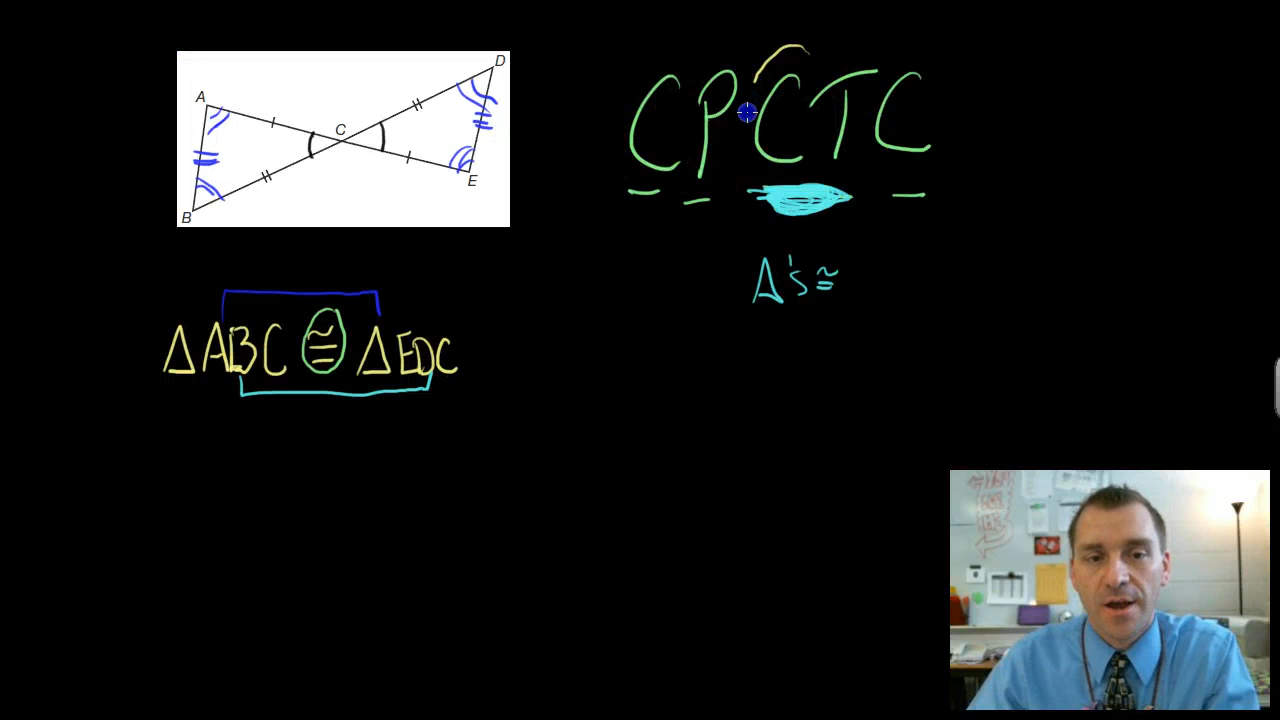 A
B
C
D
E
CPCTC
Δ's ≅
ΔABC ≅ ΔEDC